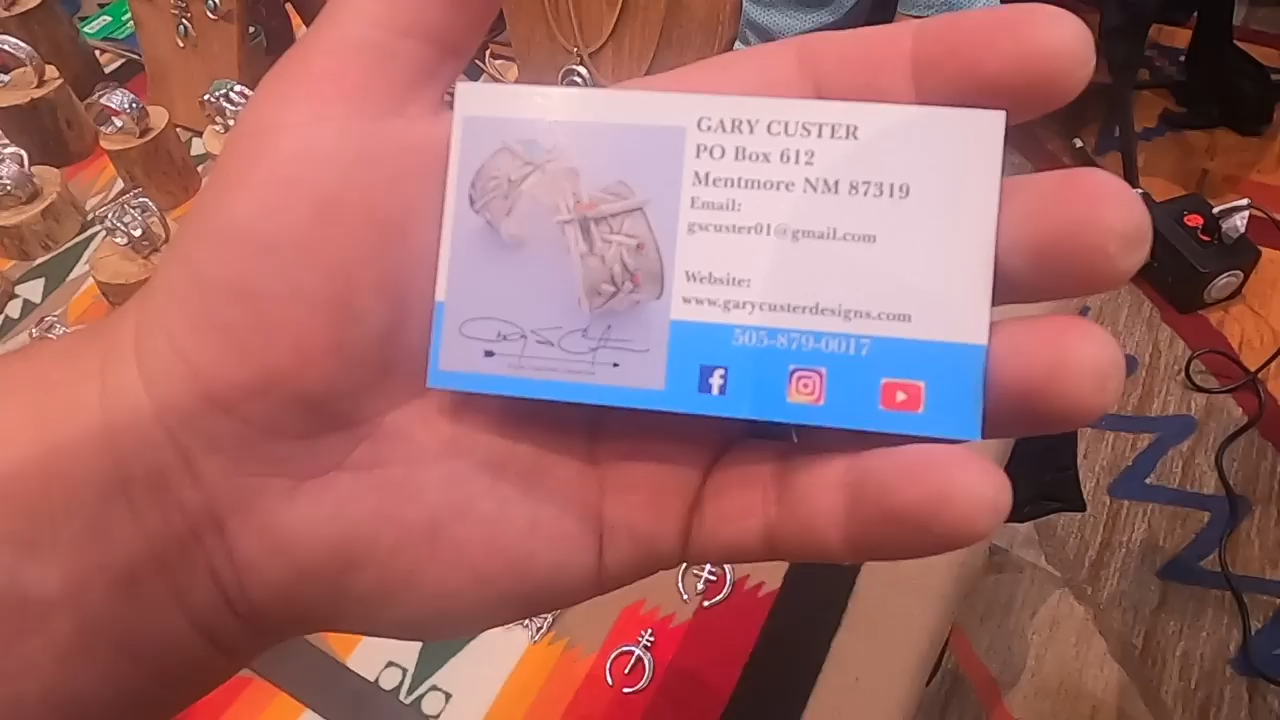 GARY CUSTER
PO Box 612
Mentmore NM 87319
Email:
gscuster01@gmail.com
Website:
www.garycusterdesigns.com
505-879-0017